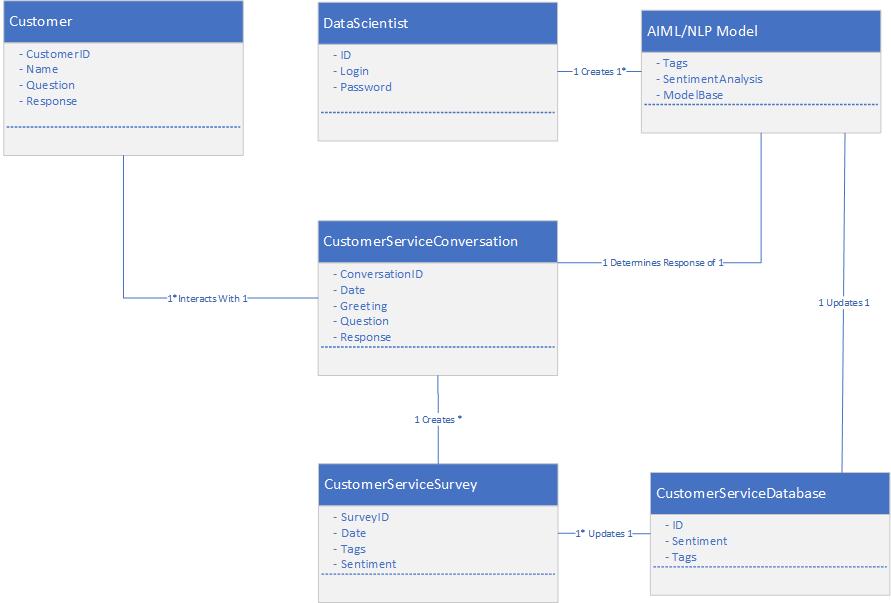 Customer
- CustomerID
- Name
- Question
- Response
DataScientist
- ID
- Login
- Password
1 Creates 1*
AIML/NLP Model
- Tags
- SentimentAnalysis
- ModelBase
CustomerServiceConversation
- ConversationID
- Date
- Greeting
- Question
- Response
1 Determines Response of 1
1*Interacts With 1
1 Updates 1
1 Creates *
CustomerServiceSurvey
- SurveyID
- Date
- Tags
- Sentiment
1* Updates 1
CustomerServiceDatabase
- ID
- Sentiment
- Tags